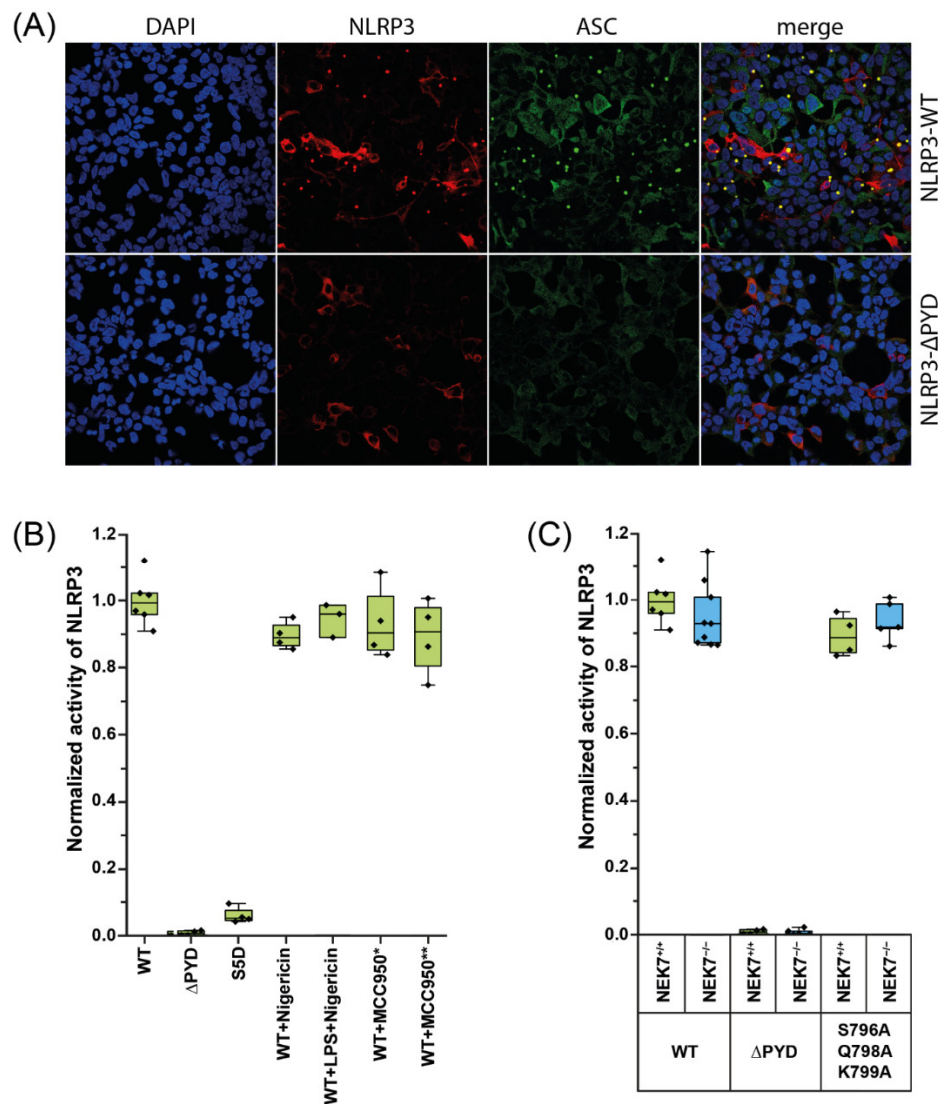 (A)
DAPI NLRP3 ASC merge
NLRP3-WT
NLRP3-ΔPYD
(B)
Normalized activity of NLRP3
1.2
1.0
0.8
0.6
0.4
0.2
0.0
WT
ΔPYD
S5D
WT+Nigericin
WT+LPS+Nigericin
WT+MCC950*
WT+MCC950**
(C)
Normalized activity of NLRP3
1.2
1.0
0.8
0.6
0.4
0.2
0.0
NEK7+/+
NEK7−/−
NEK7+/+
NEK7−/−
NEK7+/+
NEK7−/−
WT
ΔPYD
S796A
Q798A
K799A